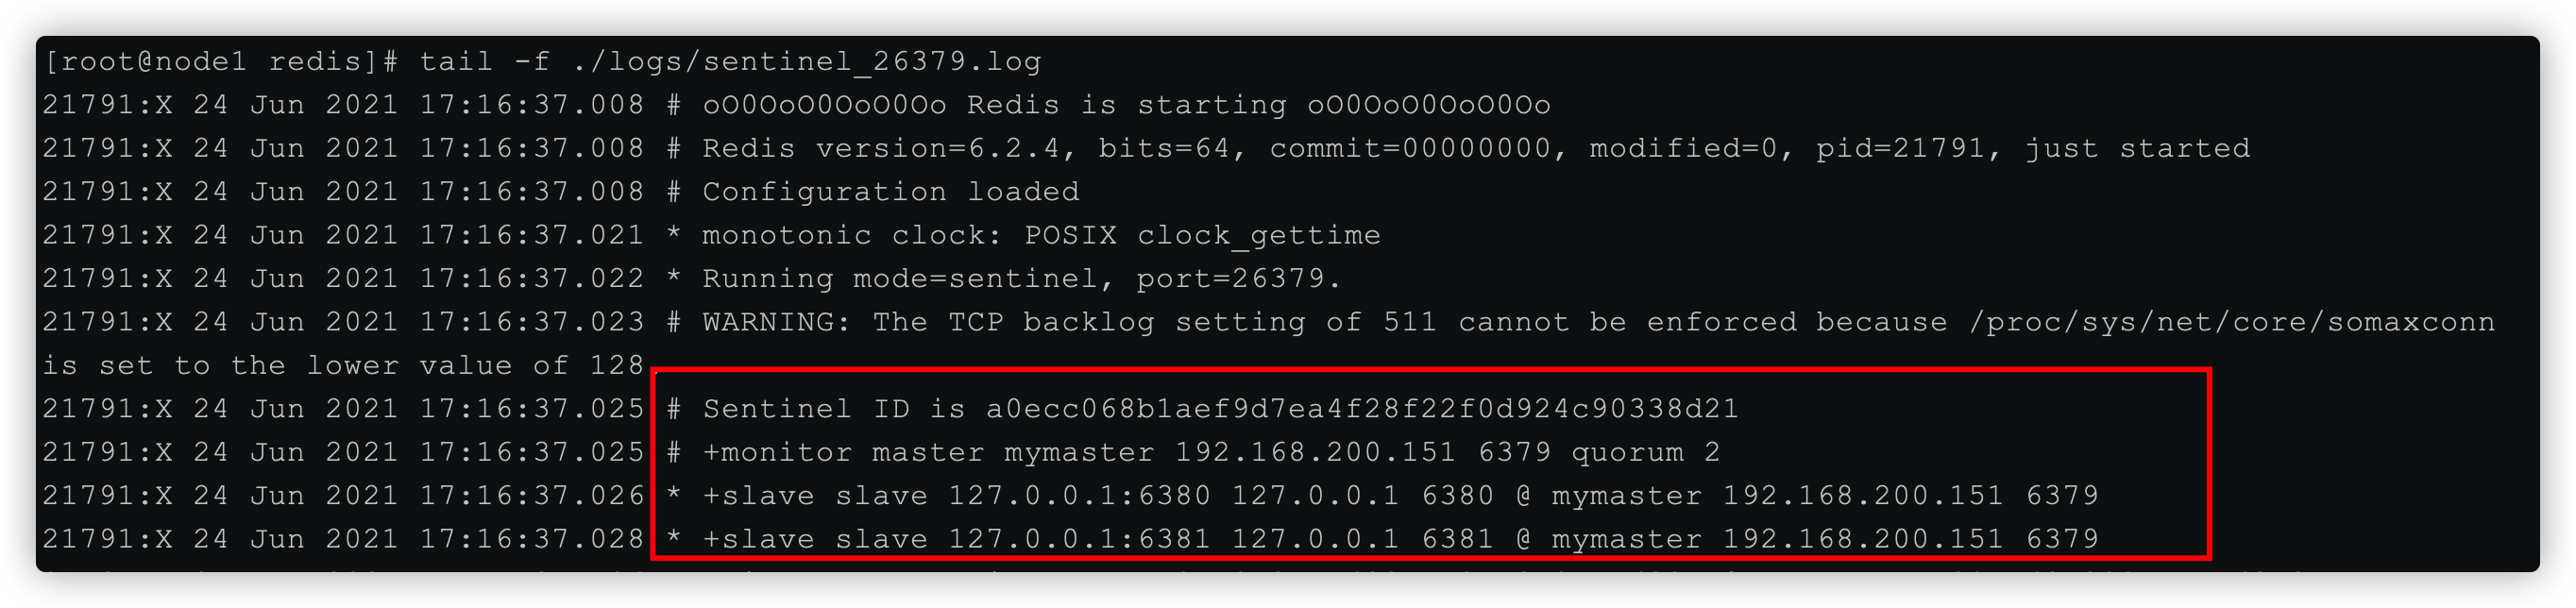 [root@node1 redis]# tail -f ./logs/sentinel_26379.log
21791:X 24 Jun 2021 17:16:37.008 # oO0OoO0OoO0Oo Redis is starting oO0OoO0OoO0Oo
21791:X 24 Jun 2021 17:16:37.008 # Redis version=6.2.4, bits=64, commit=00000000, modified=0, pid=21791, just started
21791:X 24 Jun 2021 17:16:37.008 # Configuration loaded
21791:X 24 Jun 2021 17:16:37.021 * monotonic clock: POSIX clock_gettime
21791:X 24 Jun 2021 17:16:37.022 * Running mode=sentinel, port=26379.
21791:X 24 Jun 2021 17:16:37.023 # WARNING: The TCP backlog setting of 511 cannot be enforced because /proc/sys/net/core/somaxconn
is set to the lower value of 128.
21791:X 24 Jun 2021 17:16:37.025 # Sentinel ID is a0ecc068b1aef9d7ea4f28f22f0d924c90338d21
21791:X 24 Jun 2021 17:16:37.025 # +monitor master mymaster 192.168.200.151 6379 quorum 2
21791:X 24 Jun 2021 17:16:37.026 * +slave slave 127.0.0.1:6380 127.0.0.1 6380 @ mymaster 192.168.200.151 6379
21791:X 24 Jun 2021 17:16:37.028 * +slave slave 127.0.0.1:6381 127.0.0.1 6381 @ mymaster 192.168.200.151 6379